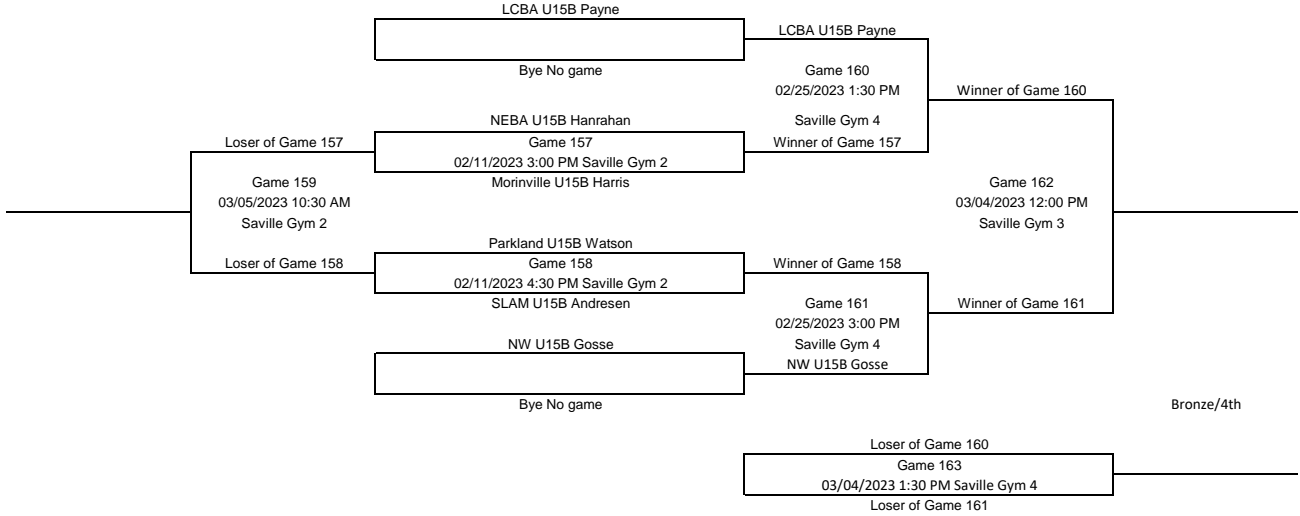 LCBA U15B Payne
LCBA U15B Payne
Bye No game
Game 160
02/25/2023 1:30 PM
Winner of Game 160
NEBA U15B Hanrahan
Saville Gym 4
Loser of Game 157
Game 157
Winner of Game 157
02/11/2023 3:00 PM Saville Gym 2
Game 159
Morinville U15B Harris
Game 162
03/05/2023 10:30 AM
03/04/2023 12:00 PM
Saville Gym 2
Saville Gym 3
Parkland U15B Watson
Loser of Game 158
Game 158
Winner of Game 158
02/11/2023 4:30 PM Saville Gym 2
SLAM U15B Andresen
Game 161
Winner of Game 161
02/25/2023 3:00 PM
NW U15B Gosse
Saville Gym 4
NW U15B Gosse
Bye No game
Bronze/4th
Loser of Game 160
Game 163
03/04/2023 1:30 PM Saville Gym 4
Loser of Game 161